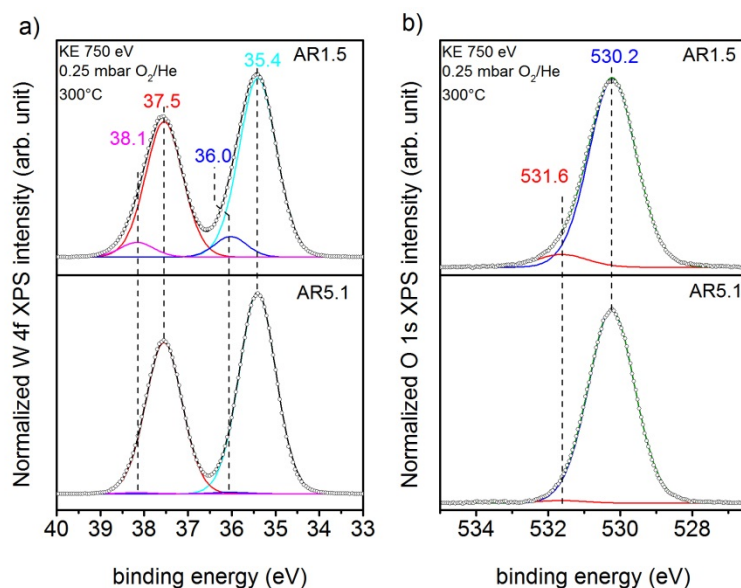 a)
KE 750 eV
0.25 mbar O₂/He
300°C
AR1.5
35.4
37.5
38.1
36.0
AR5.1
Normalized W 4f XPS intensity (arb. unit)
40 39 38 37 36 35 34 33
binding energy (eV)
b)
KE 750 eV
0.25 mbar O₂/He
300°C
AR1.5
530.2
531.6
AR5.1
Normalized O 1s XPS intensity (arb. unit)
534 532 530 528
binding energy (eV)